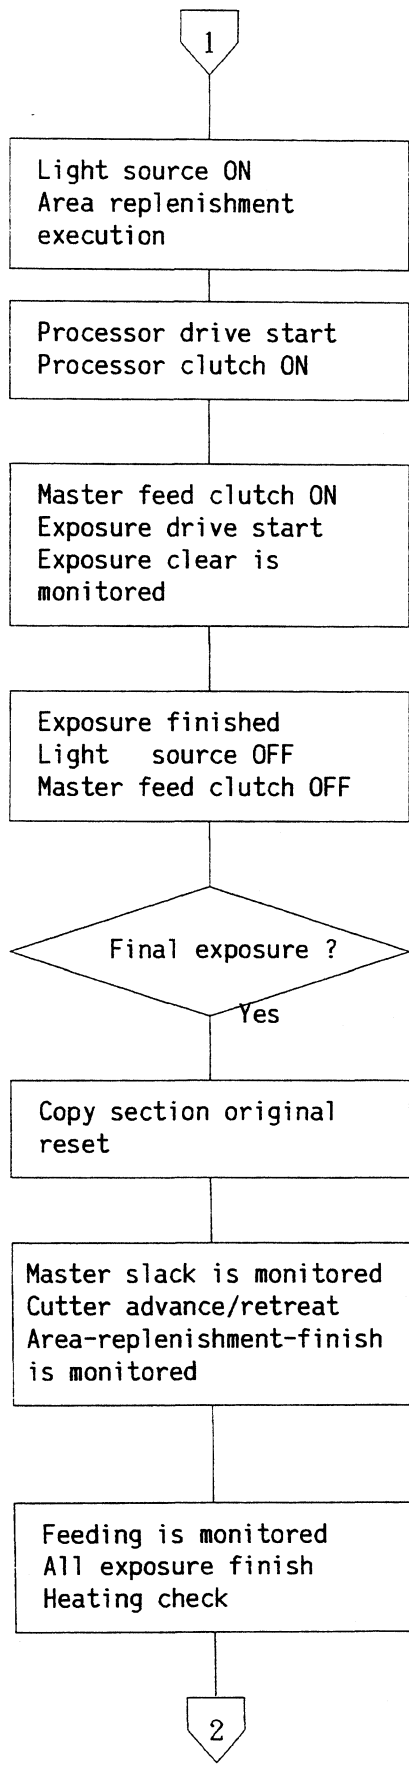 1
Light source ON
Area replenishment
execution
Processor drive start
Processor clutch ON
Master feed clutch ON
Exposure drive start
Exposure clear is
monitored
Exposure finished
Light source OFF
Master feed clutch OFF
Final exposure ?
Yes
Copy section original
reset
Master slack is monitored
Cutter advance/retreat
Area-replenishment-finish
is monitored
Feeding is monitored
All exposure finish
Heating check
2